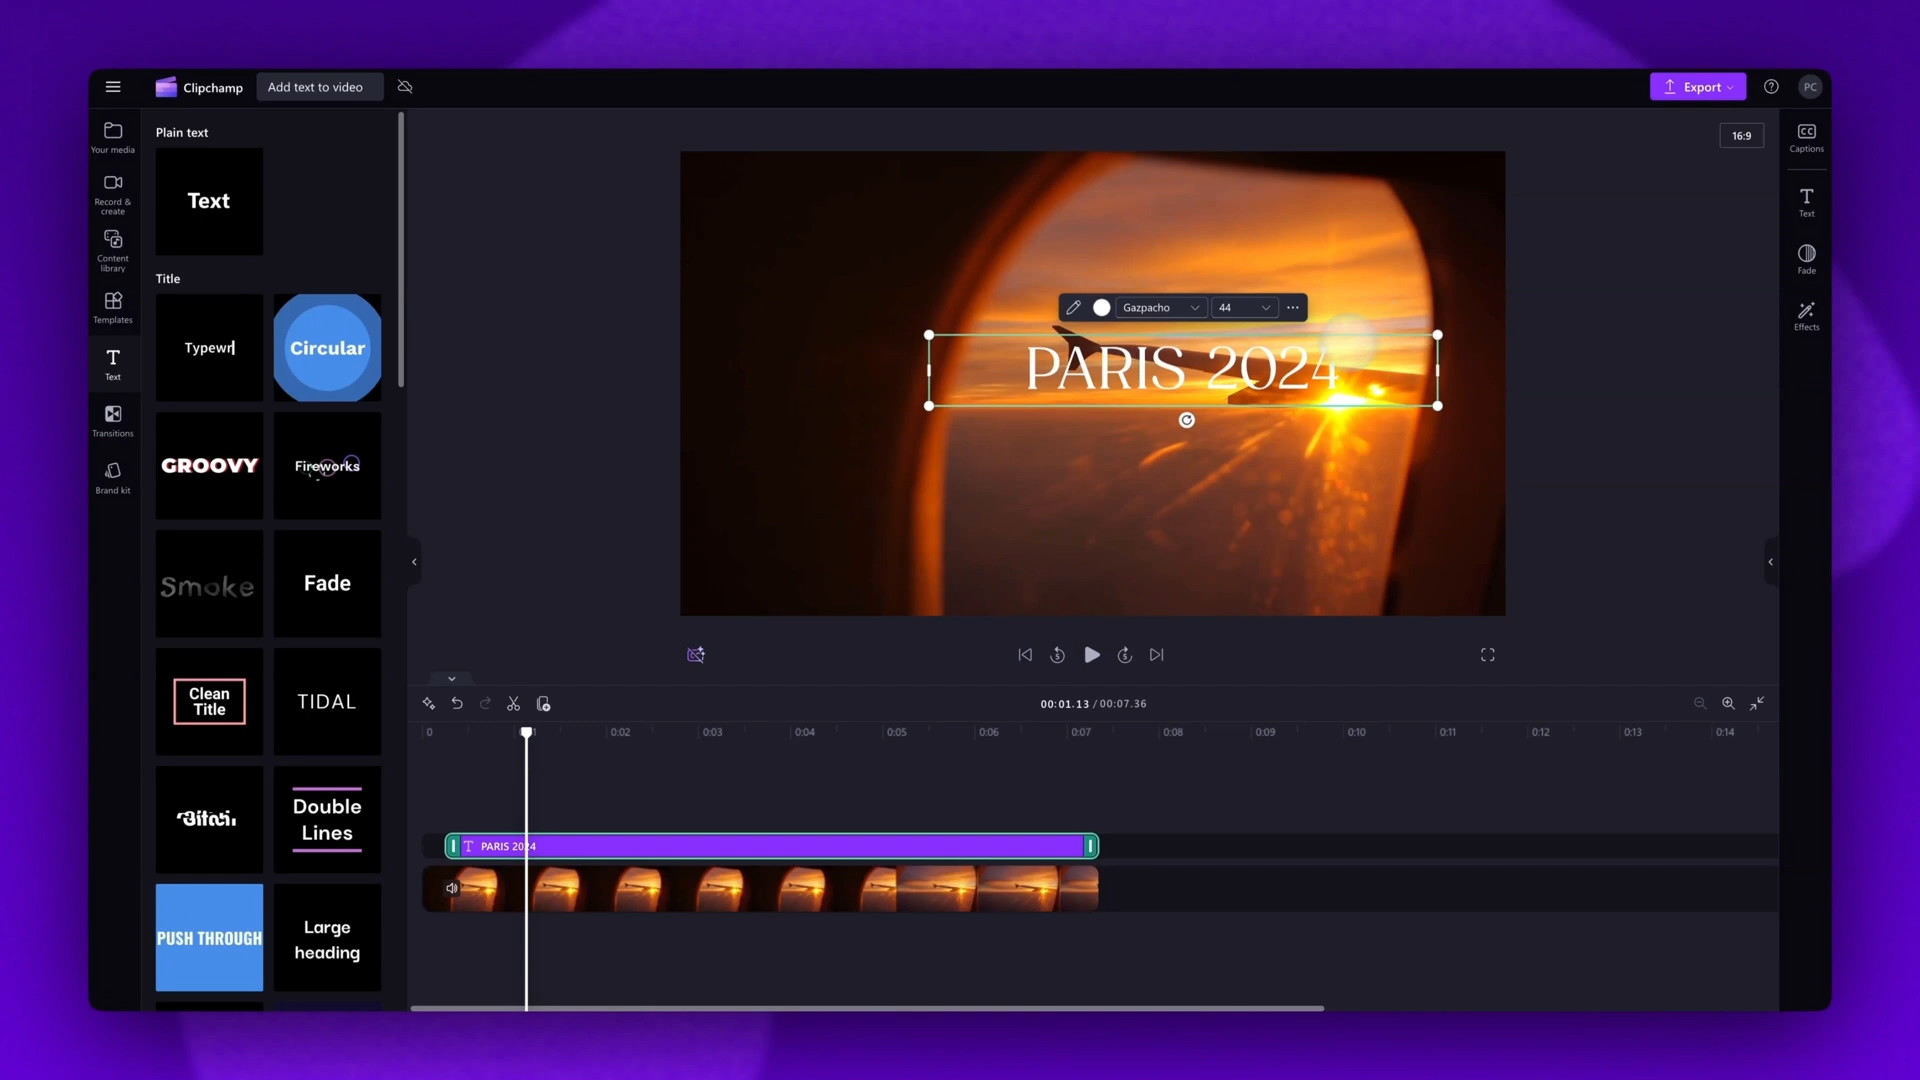 Clipchamp
Add text to video
Export
PC
Your media
Record &
create
Content
library
Templates
Text
Transitions
Brand kit
Plain text
Text
Title
Typewr
Circular
GROOVY
Fireworks
Smoke
Fade
Clean
Title
TIDAL
Glitch
Double
Lines
PUSH THROUGH
Large
heading
16:9
Gazpacho
44
PARIS 2024
5
5
CC
Captions
Text
Fade
Effects
00:01.13 / 00:07.36
0
0:02
0:03
0:04
0:05
0:06
0:07
0:08
0:09
0:10
0:11
0:12
0:13
0:14
T PARIS 2024